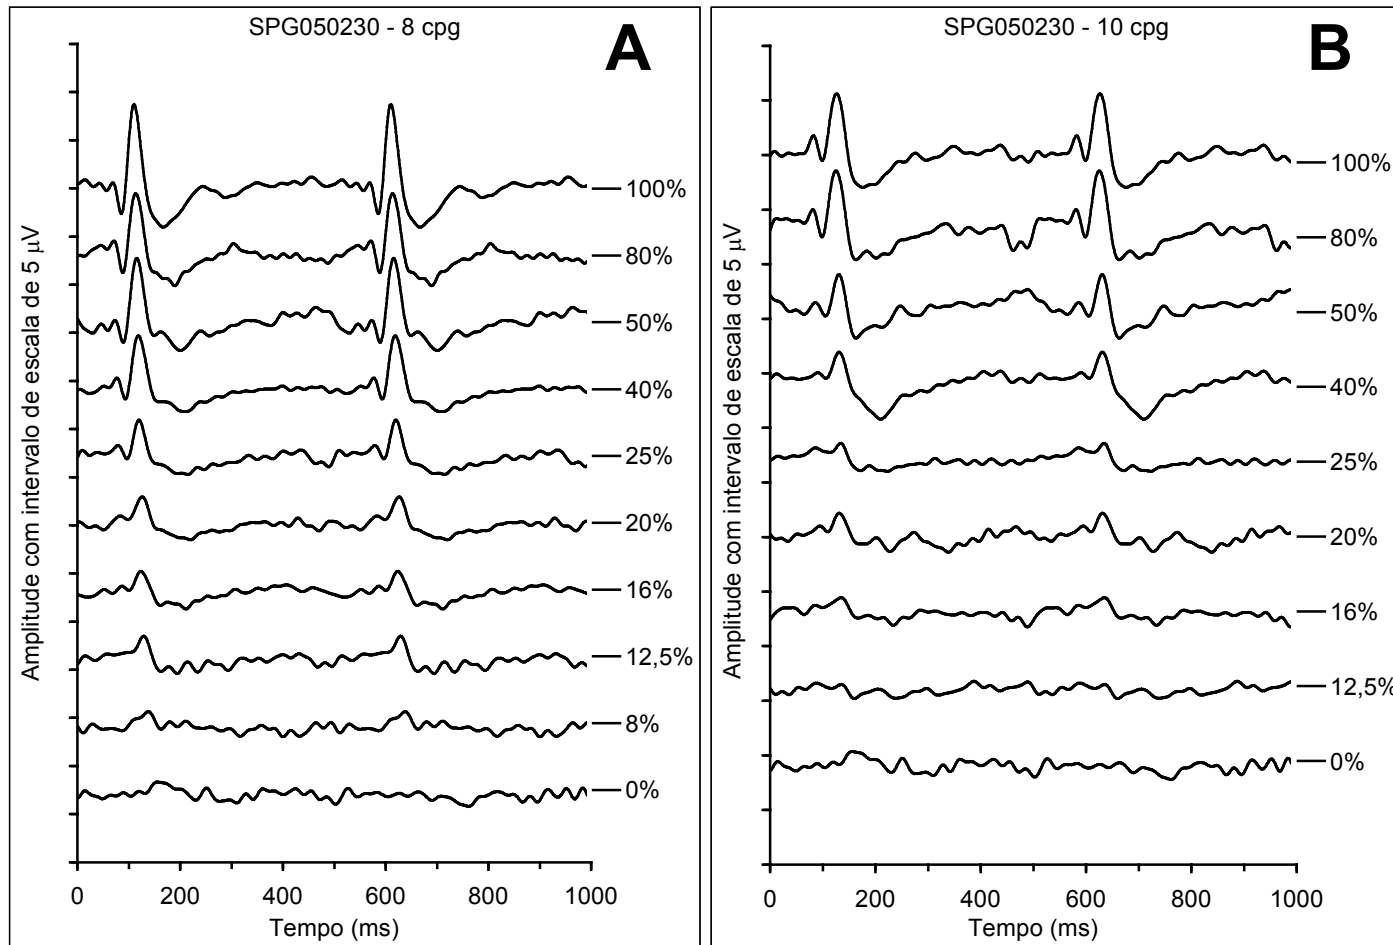 SPG050230 - 8 cpg
A
Amplitude com intervalo de escala de 5 µV
100%
80%
50%
40%
25%
20%
16%
12,5%
8%
0%
0 200 400 600 800 1000
Tempo (ms)
SPG050230 - 10 cpg
B
Amplitude com intervalo de escala de 5 µV
100%
80%
50%
40%
25%
20%
16%
12,5%
0%
0 200 400 600 800 1000
Tempo (ms)